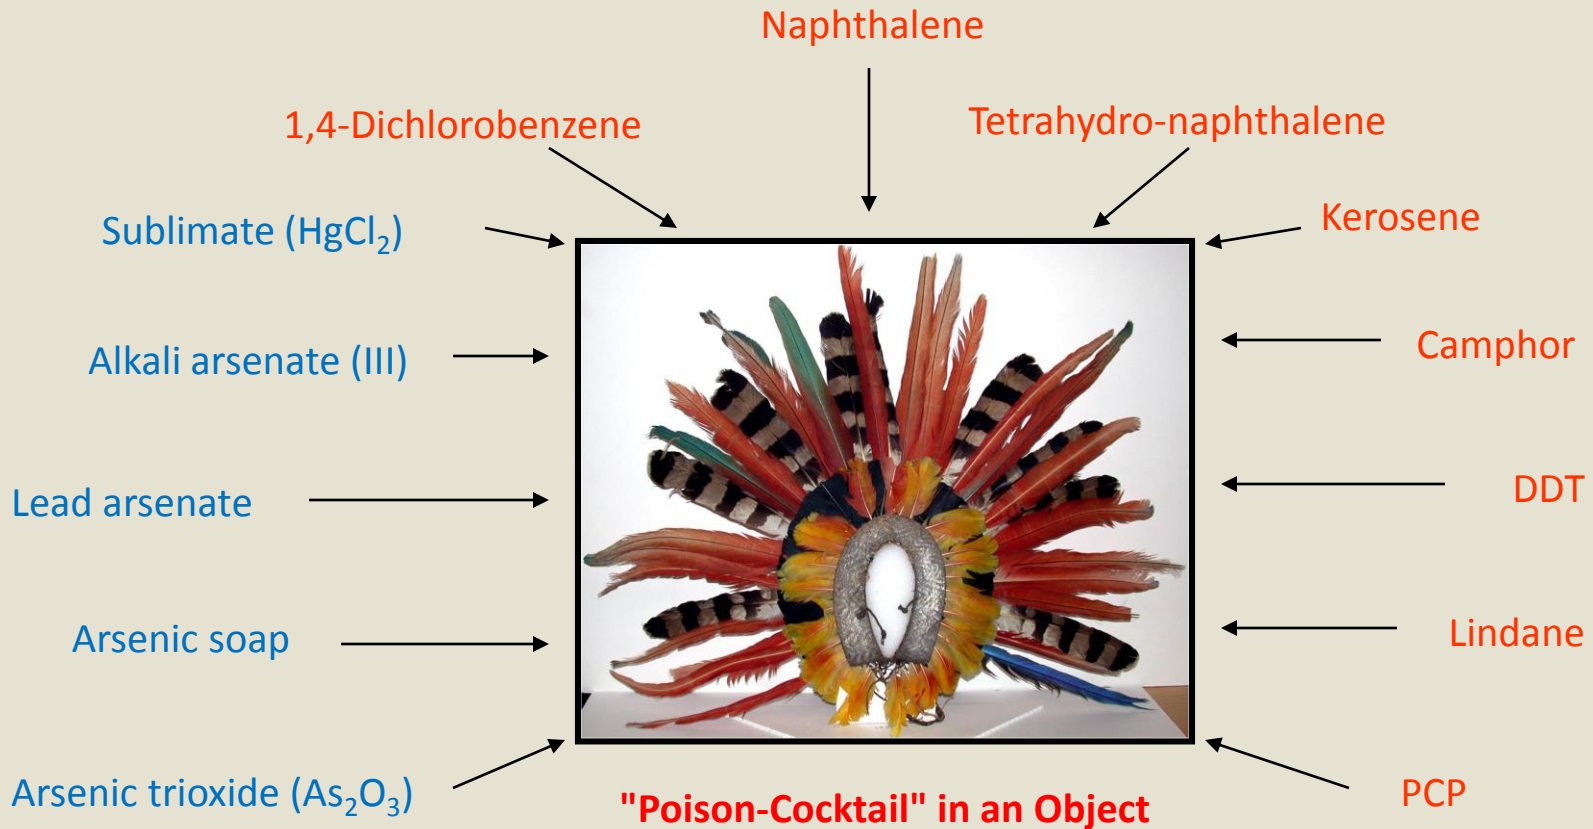 Naphthalene
1,4-Dichlorobenzene
Tetrahydro-naphthalene
Sublimate (HgCl₂)
Kerosene
Alkali arsenate (III)
Camphor
Lead arsenate
DDT
Arsenic soap
Lindane
Arsenic trioxide (As₂O₃)
PCP
"Poison-Cocktail" in an Object